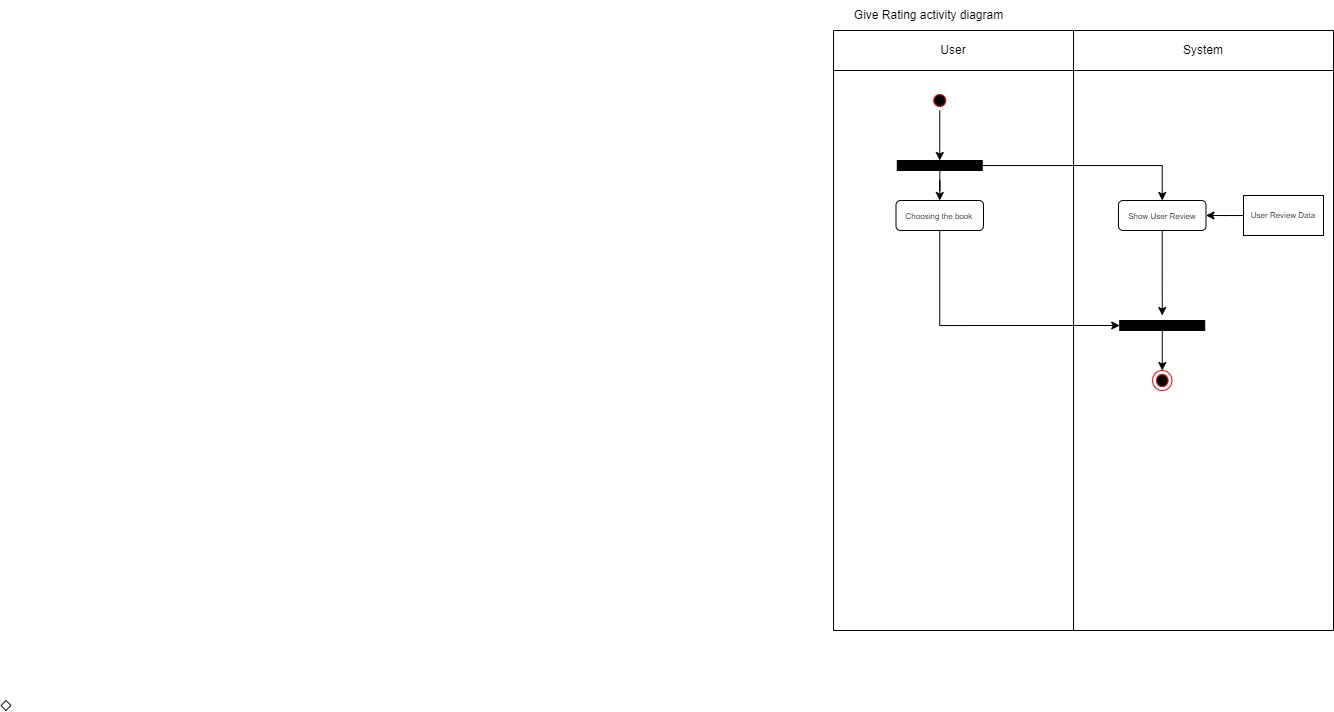 Give Rating activity diagram
User
System
Choosing the book
Show User Review
User Review Data